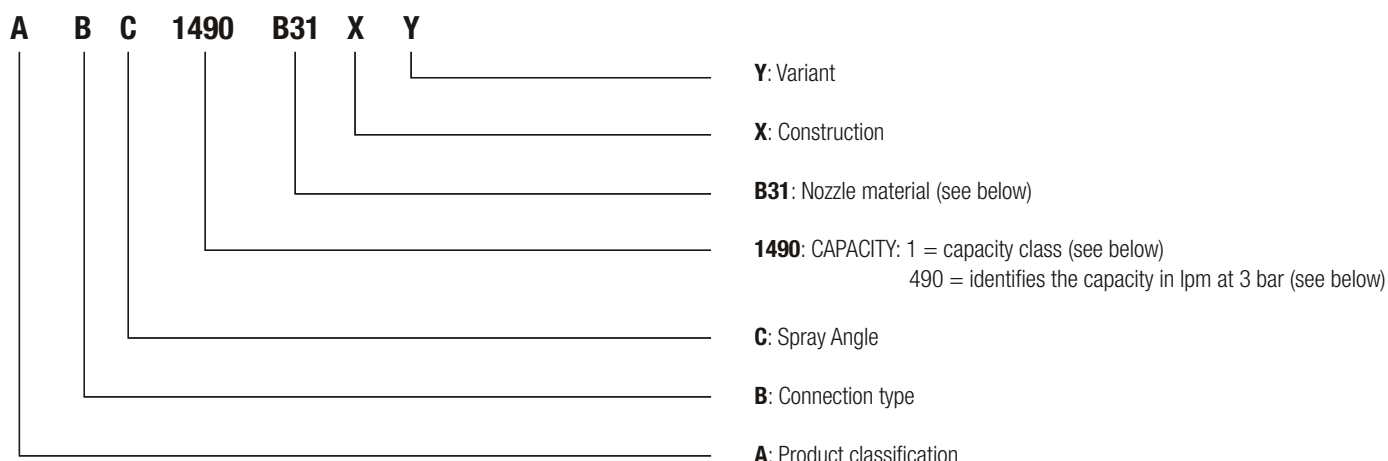 A B C 1490 B31 X Y
Y: Variant
X: Construction
B31: Nozzle material (see below)
1490: CAPACITY: 1 = capacity class (see below)
490 = identifies the capacity in lpm at 3 bar (see below)
C: Spray Angle
B: Connection type
A: Product classification